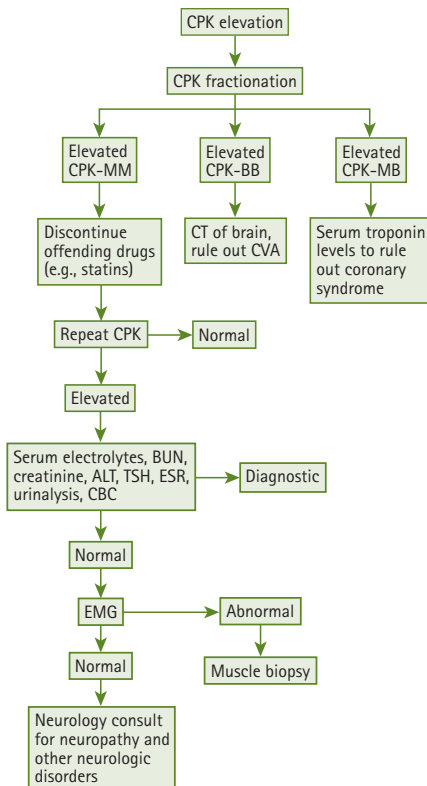 CPK elevation
CPK fractionation
Elevated
CPK-MM
Elevated
CPK-BB
Elevated
CPK-MB
Discontinue
offending drugs
(e.g., statins)
CT of brain,
rule out CVA
Serum troponin
levels to rule
out coronary
syndrome
Repeat CPK
Normal
Elevated
Serum electrolytes, BUN,
creatinine, ALT, TSH, ESR,
urinalysis, CBC
Diagnostic
Normal
EMG
Abnormal
Normal
Muscle biopsy
Neurology consult
for neuropathy and
other neurologic
disorders